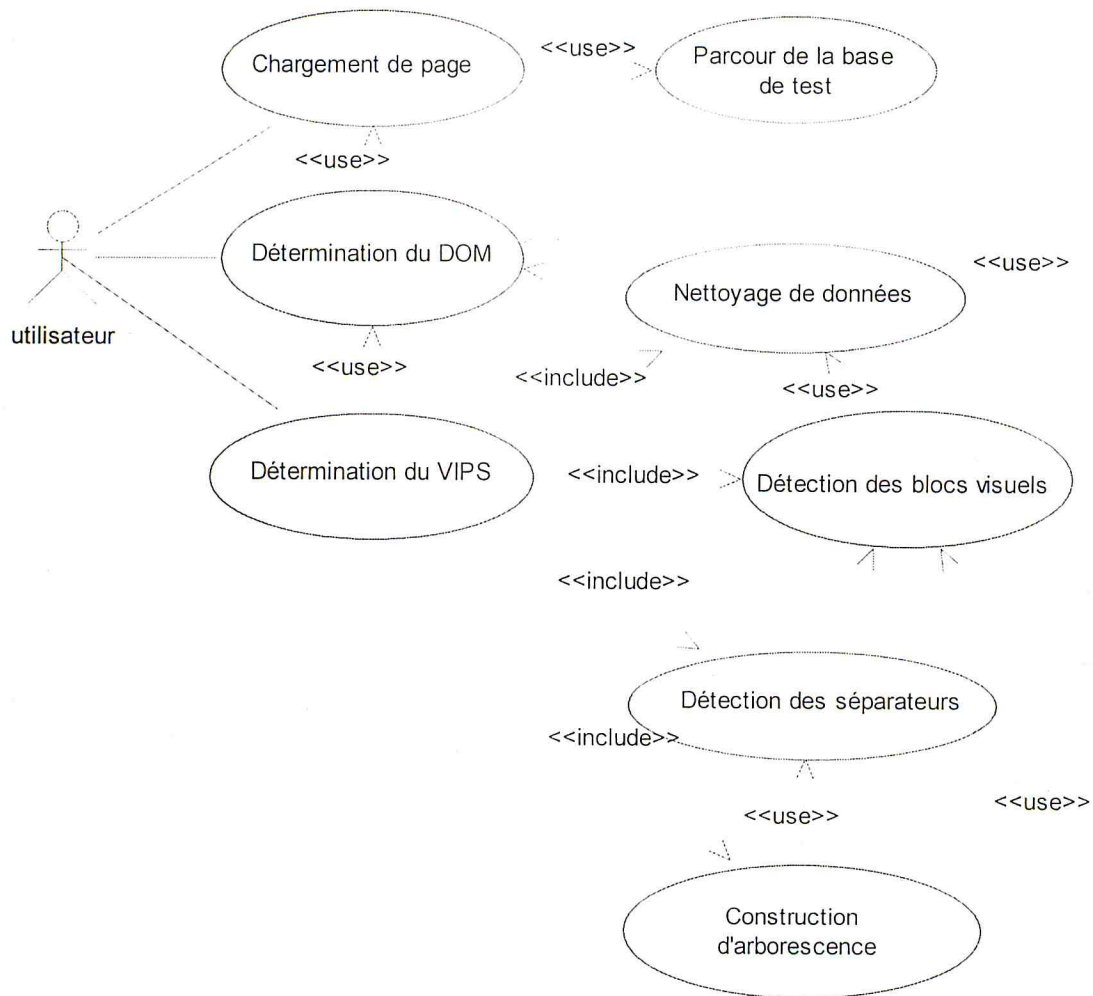 <<use>>
Chargement de page
Parcour de la base
de test
<<use>>
Détermination du DOM
<<use>>
Nettoyage de données
utilisateur
<<use>>
<<include>>
<<use>>
Détermination du VIPS
<<include>>
Détection des blocs visuels
<<include>>
Détection des séparateurs
<<include>>
<<use>>
<<use>>
Construction
d'arborescence